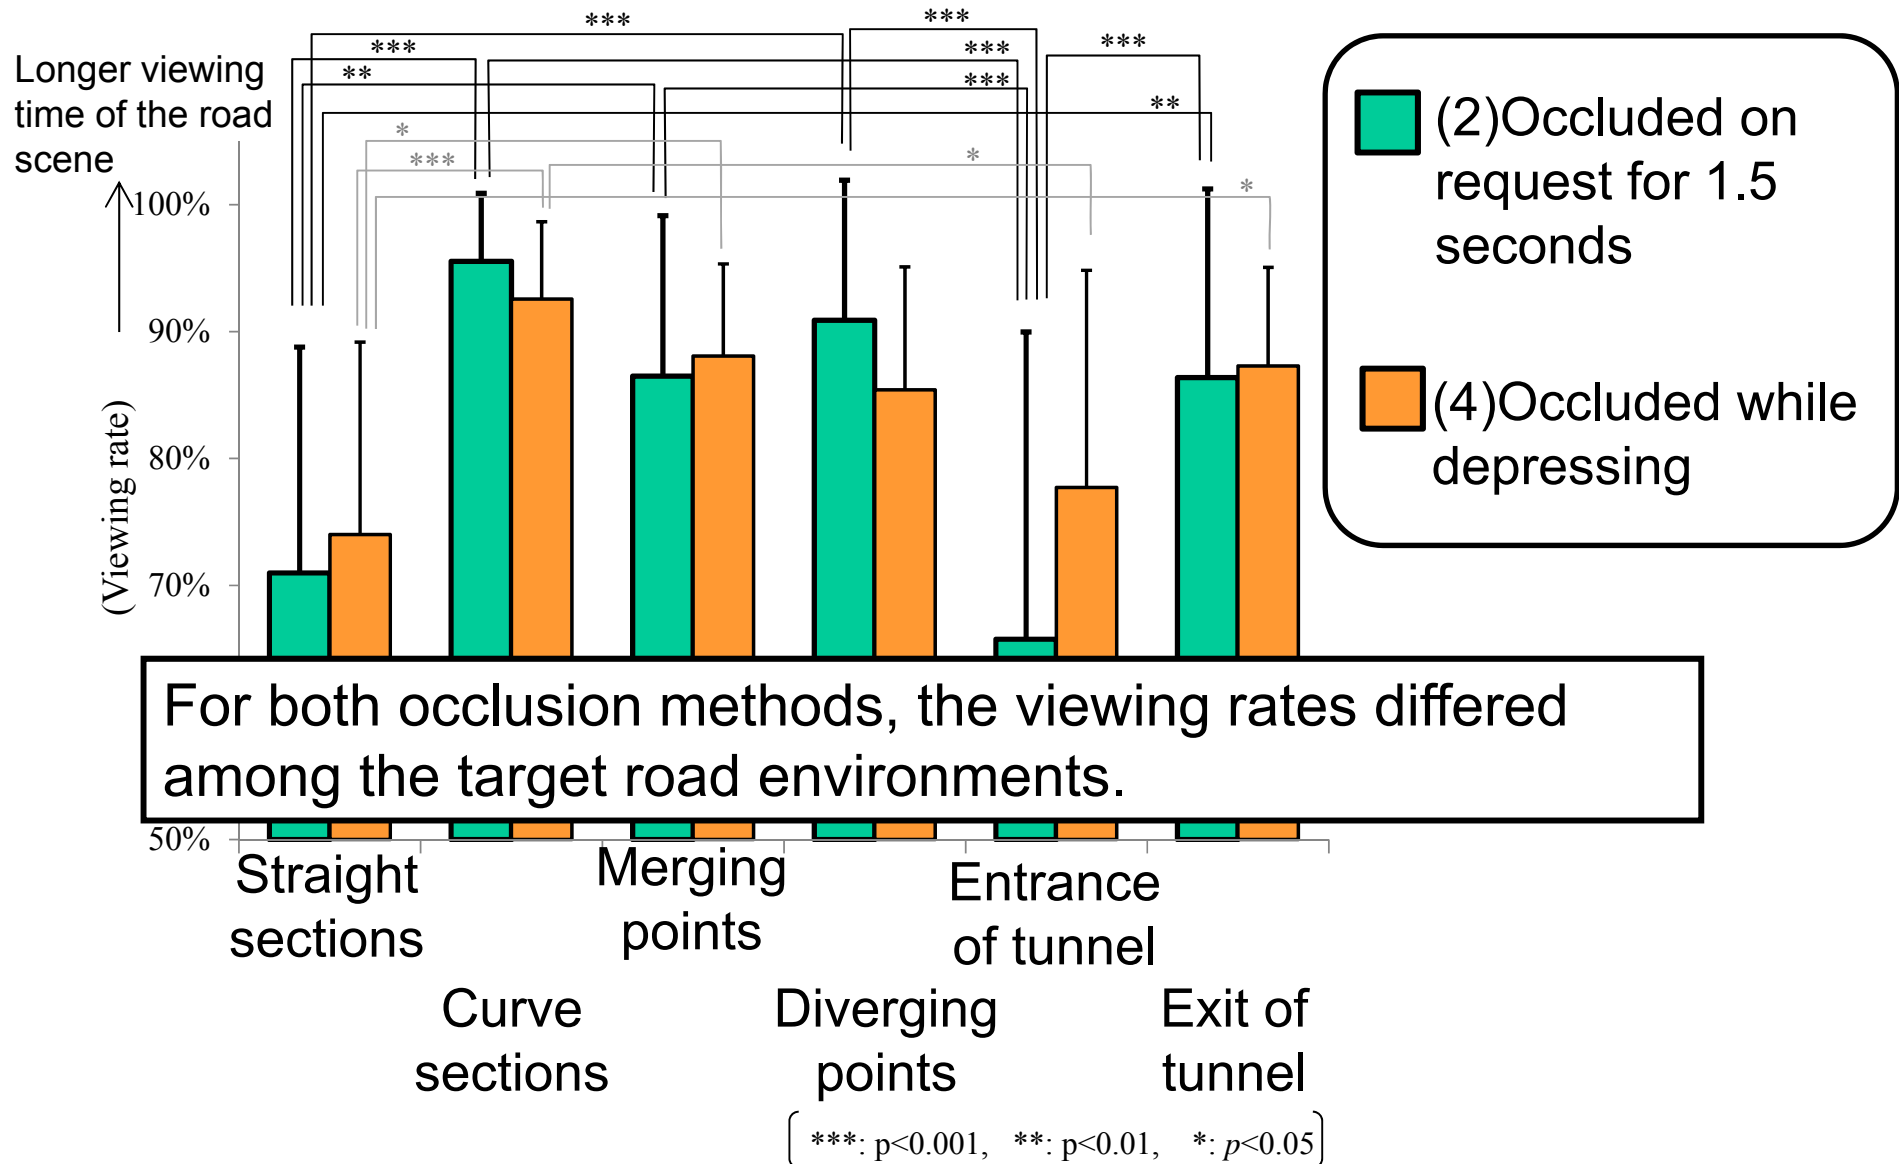 Longer viewing
time of the road
scene
***
***
***
***
***
**
***
**
*
***
*
*
(2)Occluded on
request for 1.5
seconds
(4)Occluded while
depressing
(Viewing rate)
100%
90%
80%
70%
50%
For both occlusion methods, the viewing rates differed
among the target road environments.
Straight
sections
Curve
sections
Merging
points
Diverging
points
Entrance
of tunnel
Exit of
tunnel
***: p<0.001, **: p<0.01, *: p<0.05